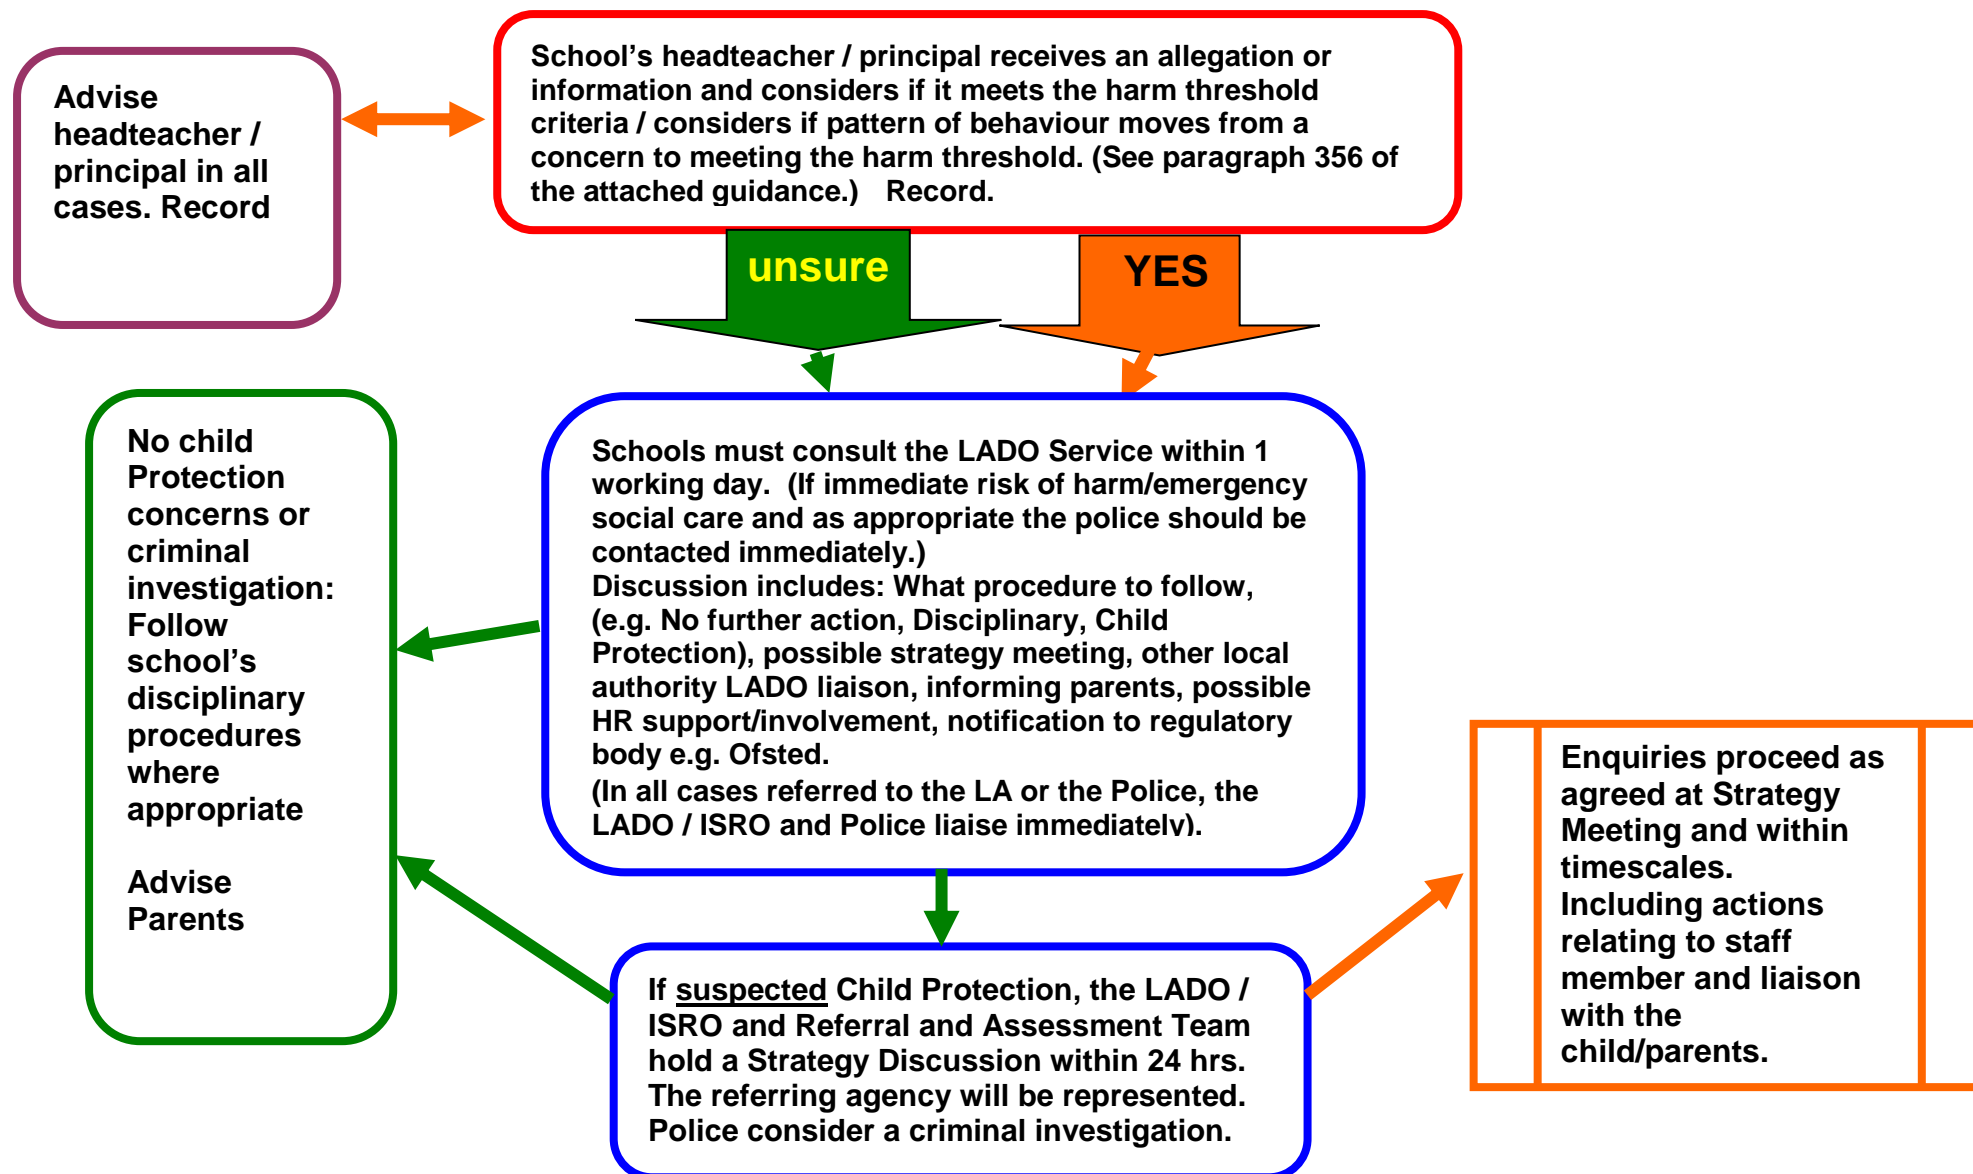 Advise
headteacher /
principal in all
cases. Record
School’s headteacher / principal receives an allegation or
information and considers if it meets the harm threshold
criteria / considers if pattern of behaviour moves from a
concern to meeting the harm threshold. (See paragraph 356 of
the attached guidance.) Record.
unsure
YES
No child
Protection
concerns or
criminal
investigation:
Follow
school’s
disciplinary
procedures
where
appropriate
Advise
Parents
Schools must consult the LADO Service within 1
working day. (If immediate risk of harm/emergency
social care and as appropriate the police should be
contacted immediately.)
Discussion includes: What procedure to follow,
(e.g. No further action, Disciplinary, Child
Protection), possible strategy meeting, other local
authority LADO liaison, informing parents, possible
HR support/involvement, notification to regulatory
body e.g. Ofsted.
(In all cases referred to the LA or the Police, the
LADO / ISRO and Police liaise immediately).
If suspected Child Protection, the LADO /
ISRO and Referral and Assessment Team
hold a Strategy Discussion within 24 hrs.
The referring agency will be represented.
Police consider a criminal investigation.
Enquiries proceed as
agreed at Strategy
Meeting and within
timescales.
Including actions
relating to staff
member and liaison
with the
child/parents.